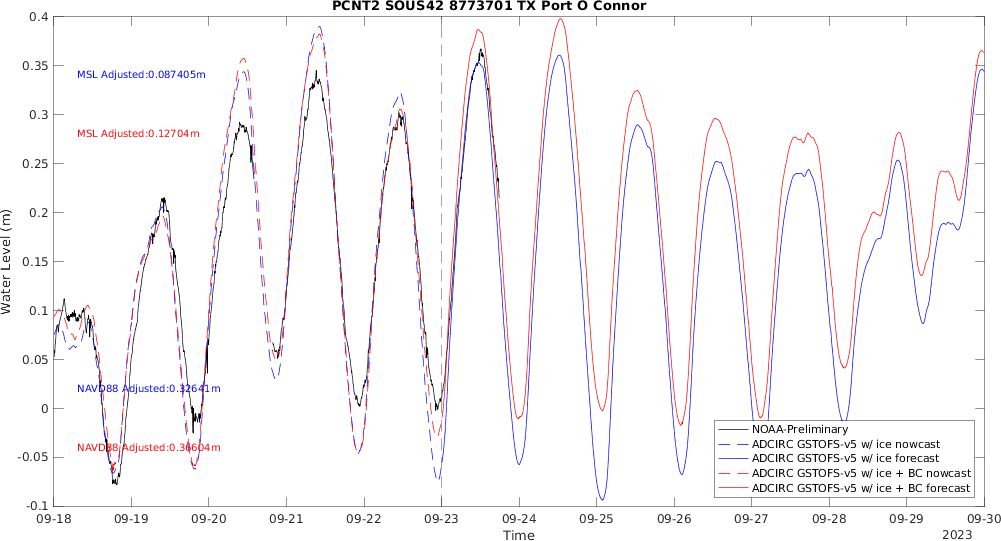 PCNT2 SOUS42 8773701 TX Port O Connor
0.4
0.35
0.3
0.25
0.2
0.15
0.1
0.05
0
-0.05
-0.1
Water Level (m)
MSL Adjusted:0.087405m
MSL Adjusted:0.12704m
NAVD88 Adjusted:0.32641m
NAVD88 Adjusted:0.36604m
NOAA-Preliminary
ADCIRC GSTOFS-v5 w/ ice nowcast
ADCIRC GSTOFS-v5 w/ ice forecast
ADCIRC GSTOFS-v5 w/ ice + BC nowcast
ADCIRC GSTOFS-v5 w/ ice + BC forecast
09-18 09-19 09-20 09-21 09-22 09-23 09-24 09-25 09-26 09-27 09-28 09-29 09-30
Time
2023